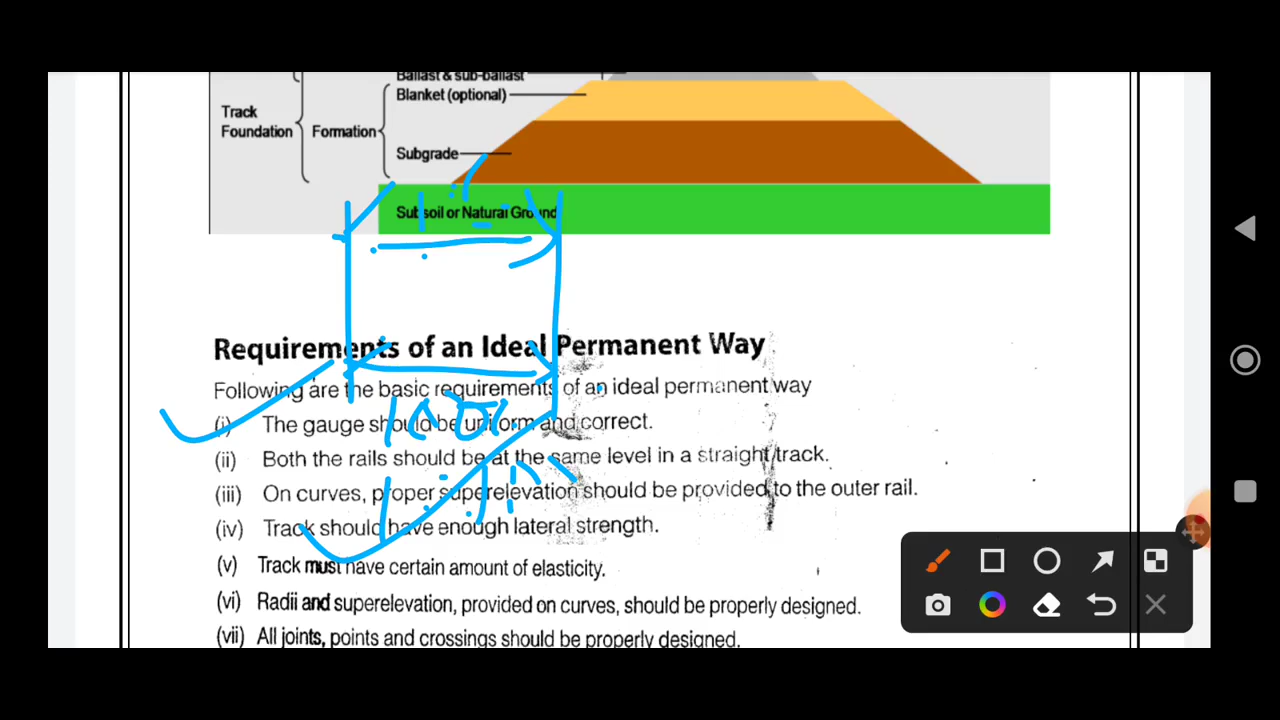 Ballast & sub-ballast
Blanket (optional)
Track
Foundation
Formation
Subgrade
Subsoil or Natural Ground
Requirements of an Ideal Permanent Way
Following are the basic requirements of an ideal permanent way
(i) The gauge should be uniform and correct.
(ii) Both the rails should be at the same level in a straight track.
(iii) On curves, proper superelevation should be provided to the outer rail.
(iv) Track should have enough lateral strength.
(v) Track must have certain amount of elasticity.
(vi) Radii and superelevation, provided on curves, should be properly designed.
(vii) All joints, points and crossings should be properly designed.